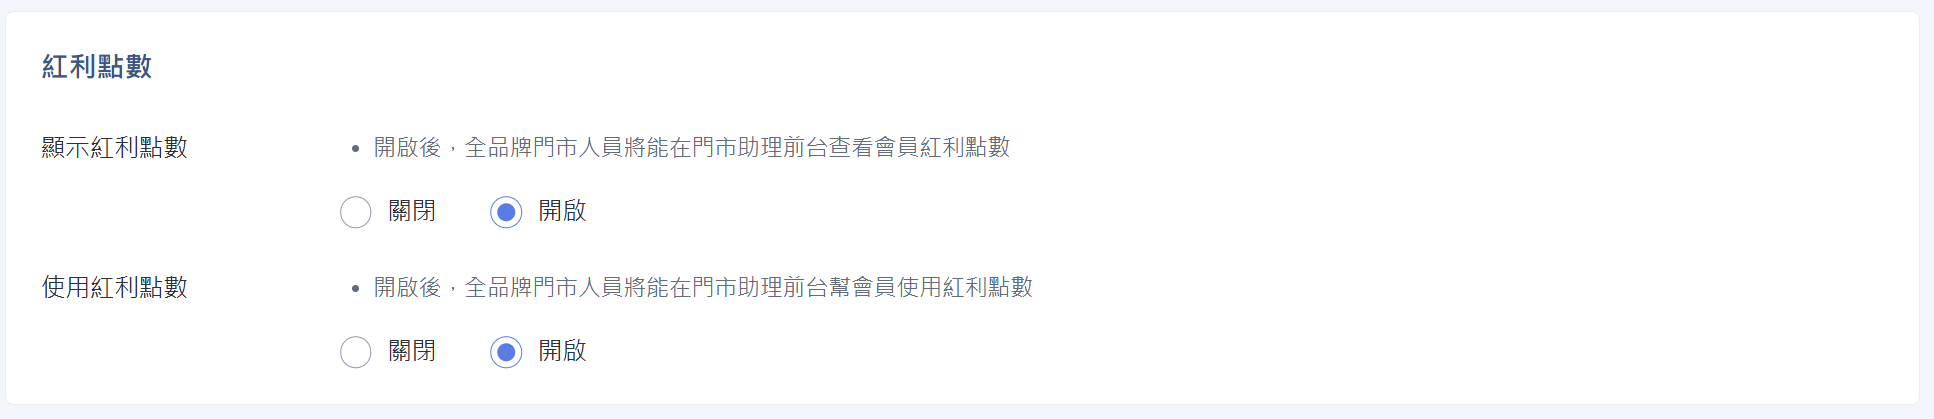 紅利點數
顯示紅利點數
開啟後，全品牌門市人員將能在門市助理前台查看會員紅利點數
關閉 開啟
使用紅利點數
開啟後，全品牌門市人員將能在門市助理前台幫會員使用紅利點數
關閉 開啟